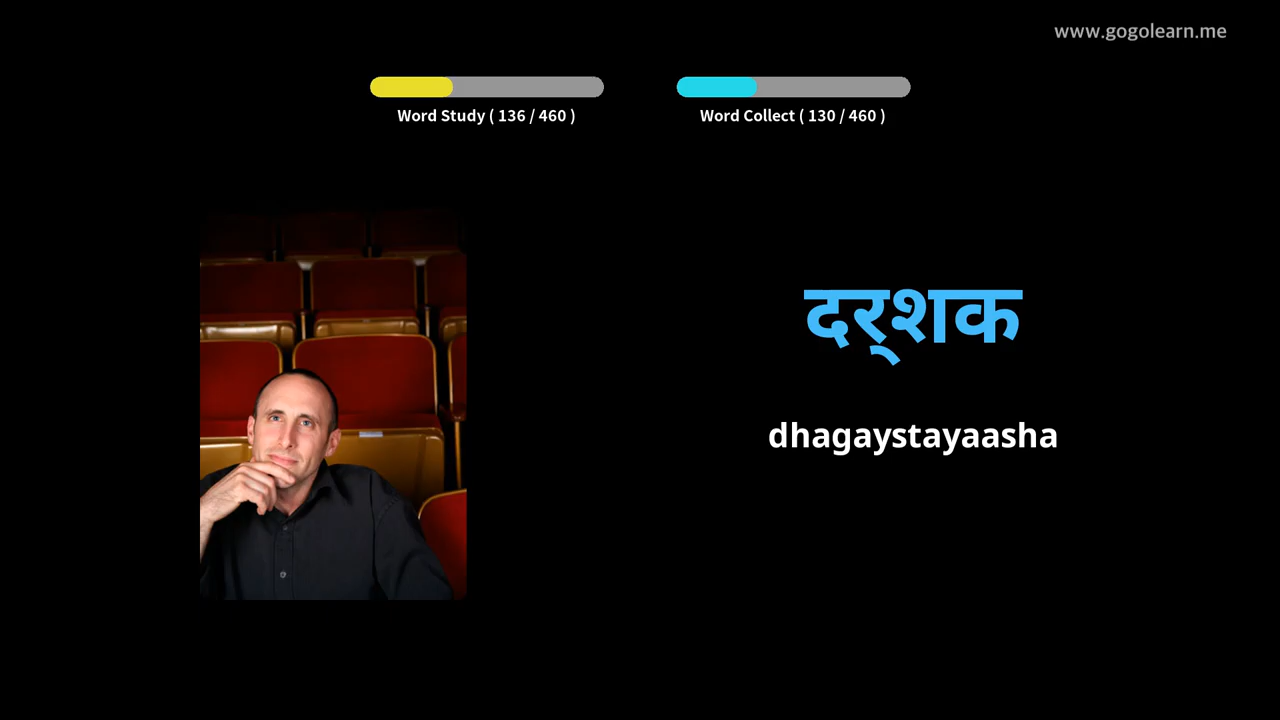 www.gogolearn.me
Word Study ( 136 / 460 )
Word Collect ( 130 / 460 )
दर्‌शक
dhagaystayaasha